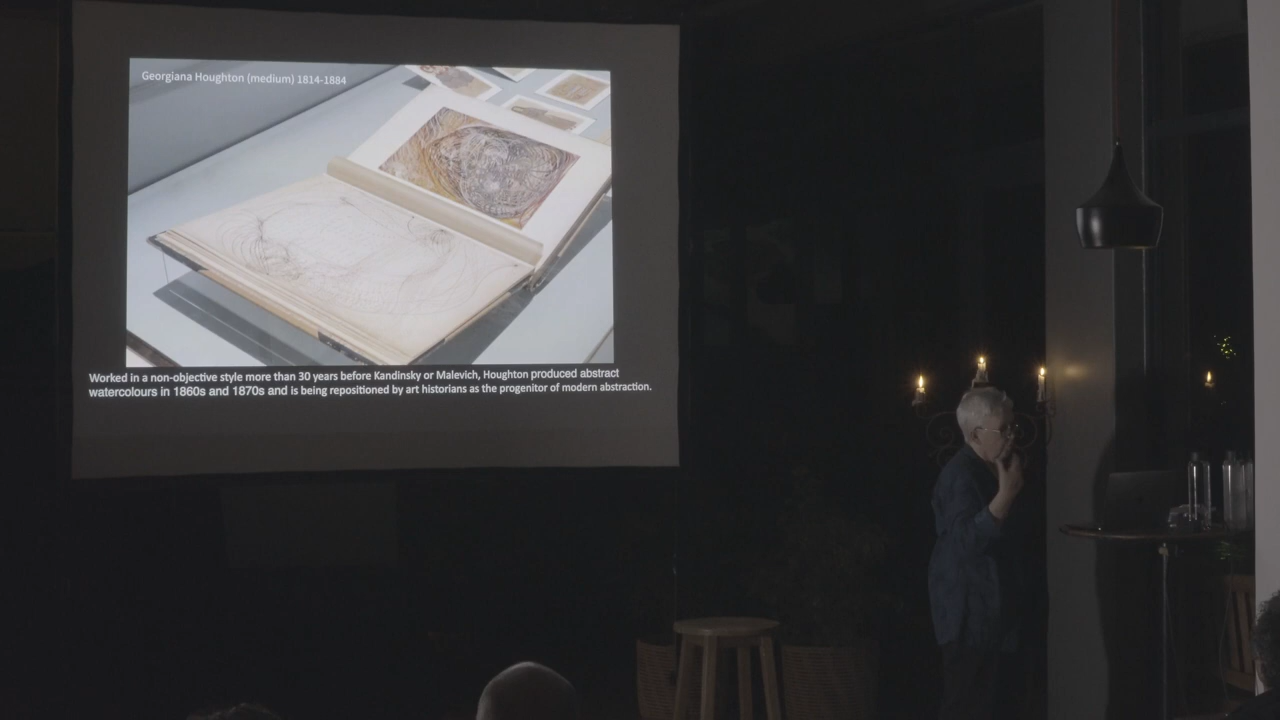 Georgiana Houghton (medium) 1814-1884
Worked in a non-objective style more than 30 years before Kandinsky or Malevich, Houghton produced abstract
watercolours in 1860s and 1870s and is being repositioned by art historians as the progenitor of modern abstraction.